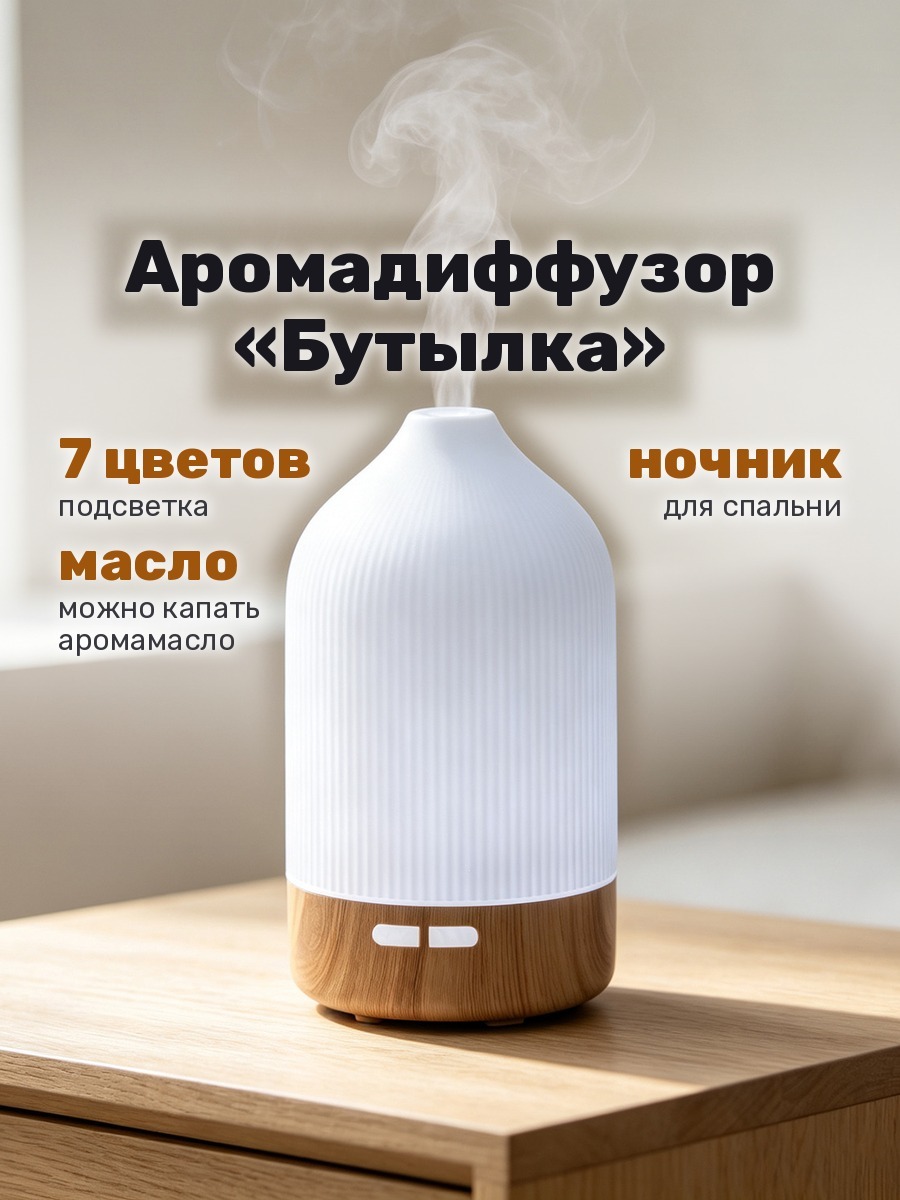 Аромадиффузор
«Бутылка»
7 цветов
подсветка
масло
можно капать
аромамасло
ночник
для спальни